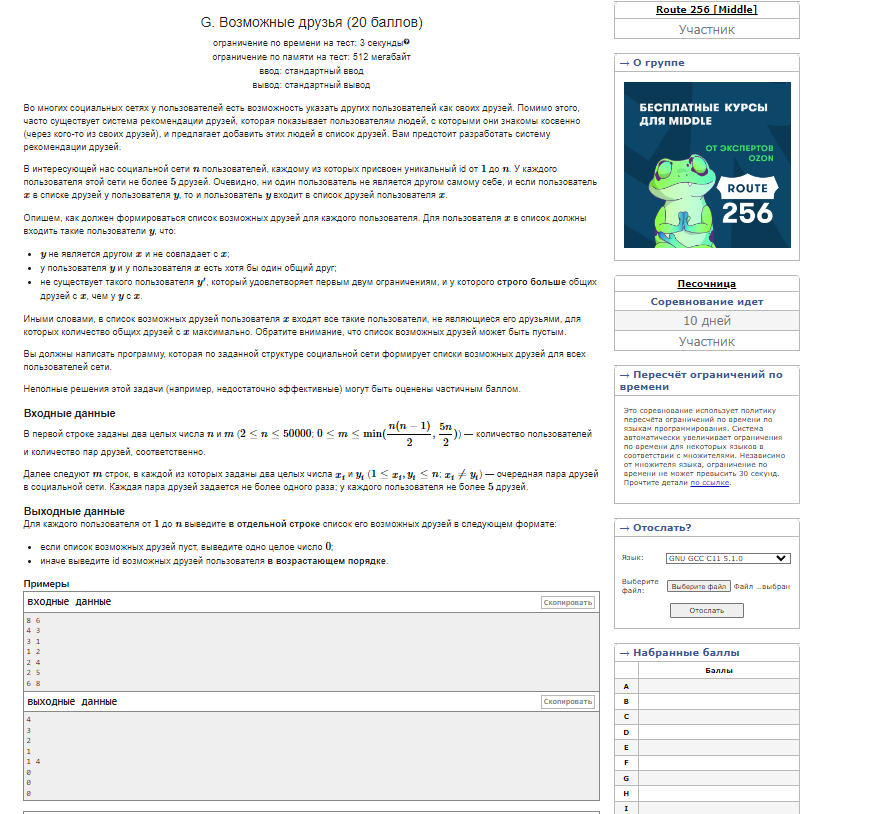 G. Возможные друзья (20 баллов)
ограничение по времени на тест: 3 секунды
ограничение по памяти на тест: 512 мегабайт
ввод: стандартный ввод
вывод: стандартный вывод
Во многих социальных сетях у пользователей есть возможность указать других пользователей как своих друзей. Помимо этого,
часто существует система рекомендации друзей, которая показывает пользователям людей, с которыми они знакомы косвенно
(через кого-то из своих друзей), и предлагает добавить этих людей в список друзей. Вам предстоит разработать систему
рекомендации друзей.
В интересующей нас социальной сети n пользователей, каждому из которых присвоен уникальный id от 1 до n. У каждого
пользователя этой сети не более 5 друзей. Очевидно, ни один пользователь не является другом самому себе, и если пользователь
x в списке друзей у пользователя y, то и пользователь y входит в список друзей пользователя x.
Опишем, как должен формироваться список возможных друзей для каждого пользователя. Для пользователя x в список должны
входить такие пользователи y, что:
• y не является другом x и не совпадает с x;
• у пользователя y и у пользователя x есть хотя бы один общий друг;
• не существует такого пользователя y′, который удовлетворяет первым двум ограничениям, и у которого строго больше общих
друзей с x, чем у y с x.
Иными словами, в список возможных друзей пользователя x входят все такие пользователи, не являющиеся его друзьями, для
которых количество общих друзей с x максимально. Обратите внимание, что список возможных друзей может быть пустым.
Вы должны написать программу, которая по заданной структуре социальной сети формирует списки возможных друзей для всех
пользователей сети.
Неполные решения этой задачи (например, недостаточно эффективные) могут быть оценены частичным баллом.
Входные данные
В первой строке заданы два целых числа n и m (2 ≤ n ≤ 50000; 0 ≤ m ≤ min(n(n − 1)/2, 5n/2)) — количество пользователей
и количество пар друзей, соответственно.
Далее следуют m строк, в каждой из которых заданы два целых числа xᵢ и yᵢ (1 ≤ xᵢ, yᵢ ≤ n; xᵢ ≠ yᵢ) — очередная пара друзей
в социальной сети. Каждая пара друзей задается не более одного раза; у каждого пользователя не более 5 друзей.
Выходные данные
Для каждого пользователя от 1 до n выведите в отдельной строке список его возможных друзей в следующем формате:
• если список возможных друзей пуст, выведите одно целое число 0;
• иначе выведите id возможных друзей пользователя в возрастающем порядке.
Примеры
входные данные
Скопировать
8 6
4 3
3 1
1 2
2 4
2 5
6 8
выходные данные
Скопировать
4
3
2
1
1 4
0
0
0
Route 256 [Middle]
Участник
→ О группе
БЕСПЛАТНЫЕ КУРСЫ
ДЛЯ MIDDLE
ОТ ЭКСПЕРТОВ
OZON
ROUTE
256
Песочница
Соревнование идет
10 дней
Участник
→ Пересчёт ограничений по
времени
Это соревнование использует политику
пересчёта ограничений по времени по
языкам программирования. Система
автоматически увеличивает ограничения
по времени для некоторых языков в
соответствии с множителями. Независимо
от множителя языка, ограничение по
времени не может превысить 30 секунд.
Прочтите детали по ссылке.
→ Отослать?
Язык:
GNU GCC C11 5.1.0
Выберите
файл:
Выберите файл
Файл ...выбран
Отослать
→ Набранные баллы
Баллы
A
B
C
D
E
F
G
H
I